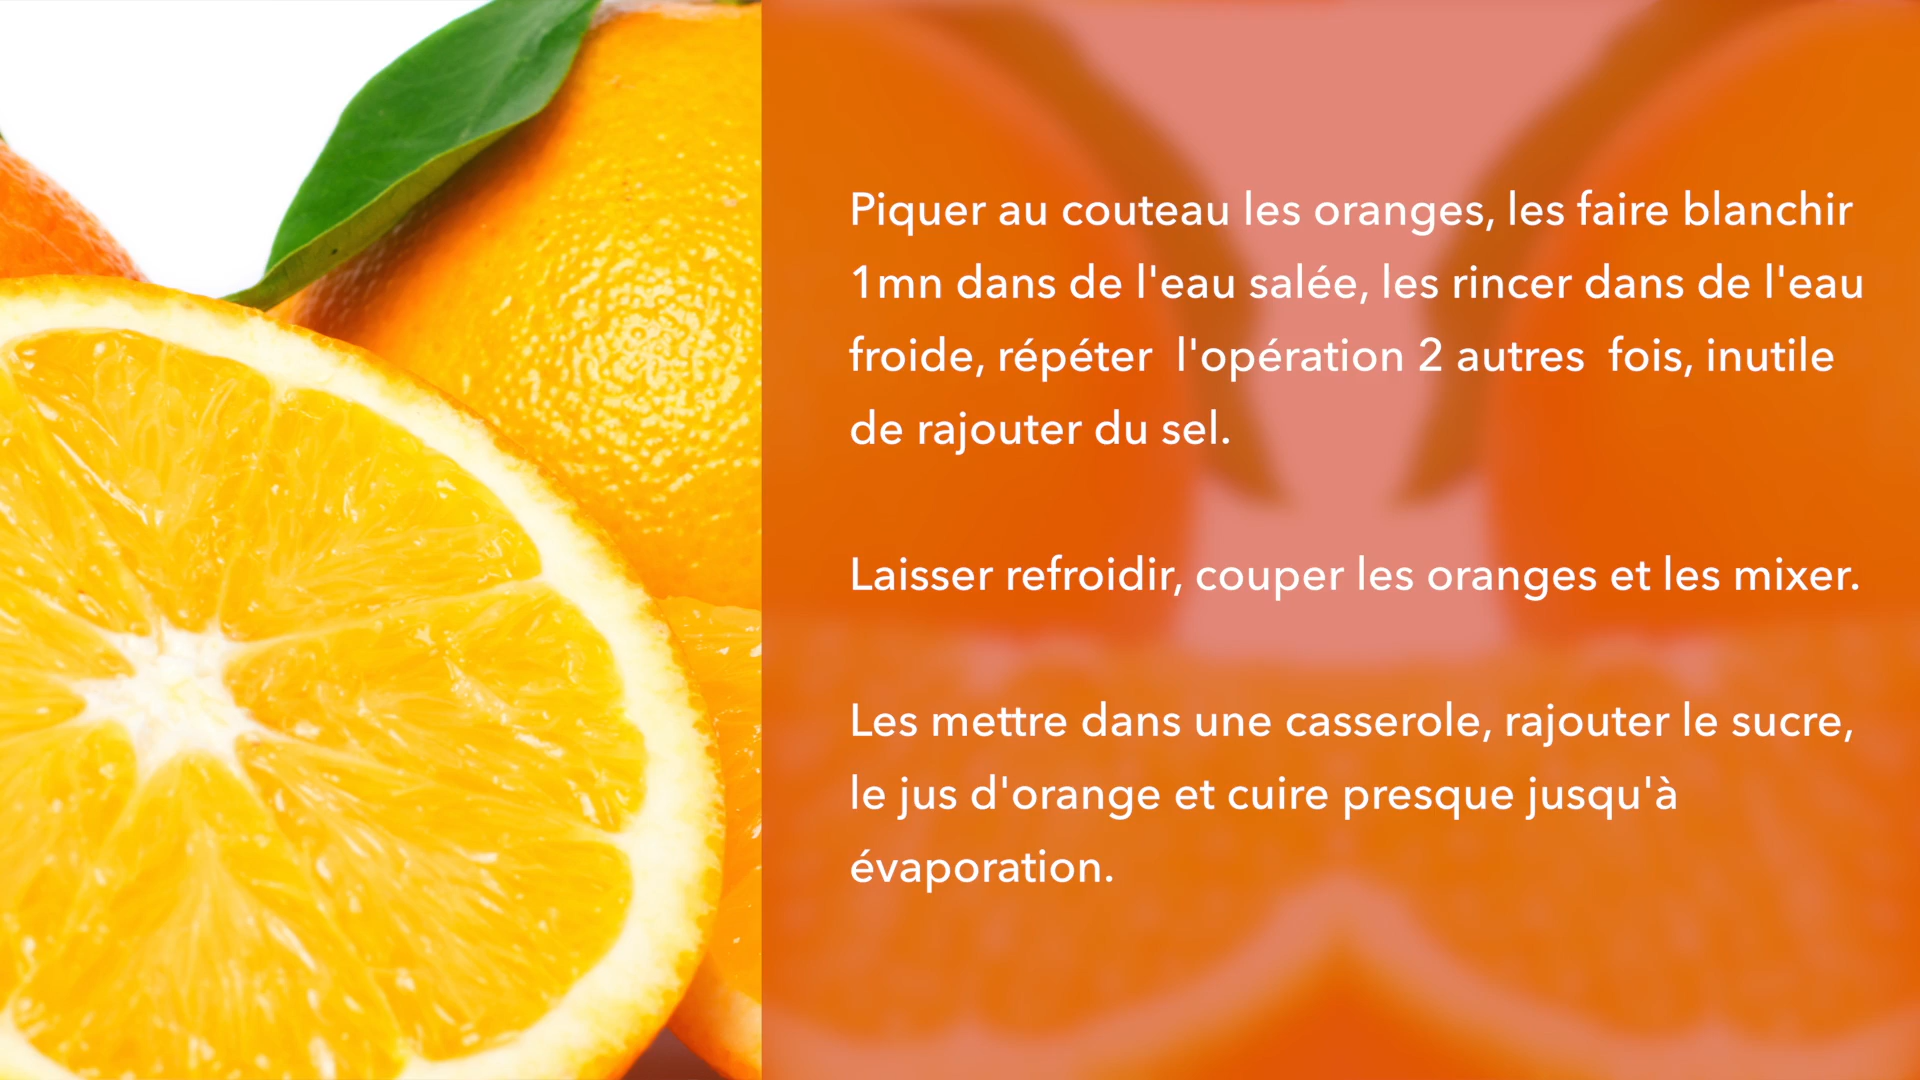 Piquer au couteau les oranges, les faire blanchir
1mn dans de l'eau salée, les rincer dans de l'eau
froide, répéter  l'opération 2 autres  fois, inutile
de rajouter du sel.
Laisser refroidir, couper les oranges et les mixer.
Les mettre dans une casserole, rajouter le sucre,
le jus d'orange et cuire presque jusqu'à
évaporation.